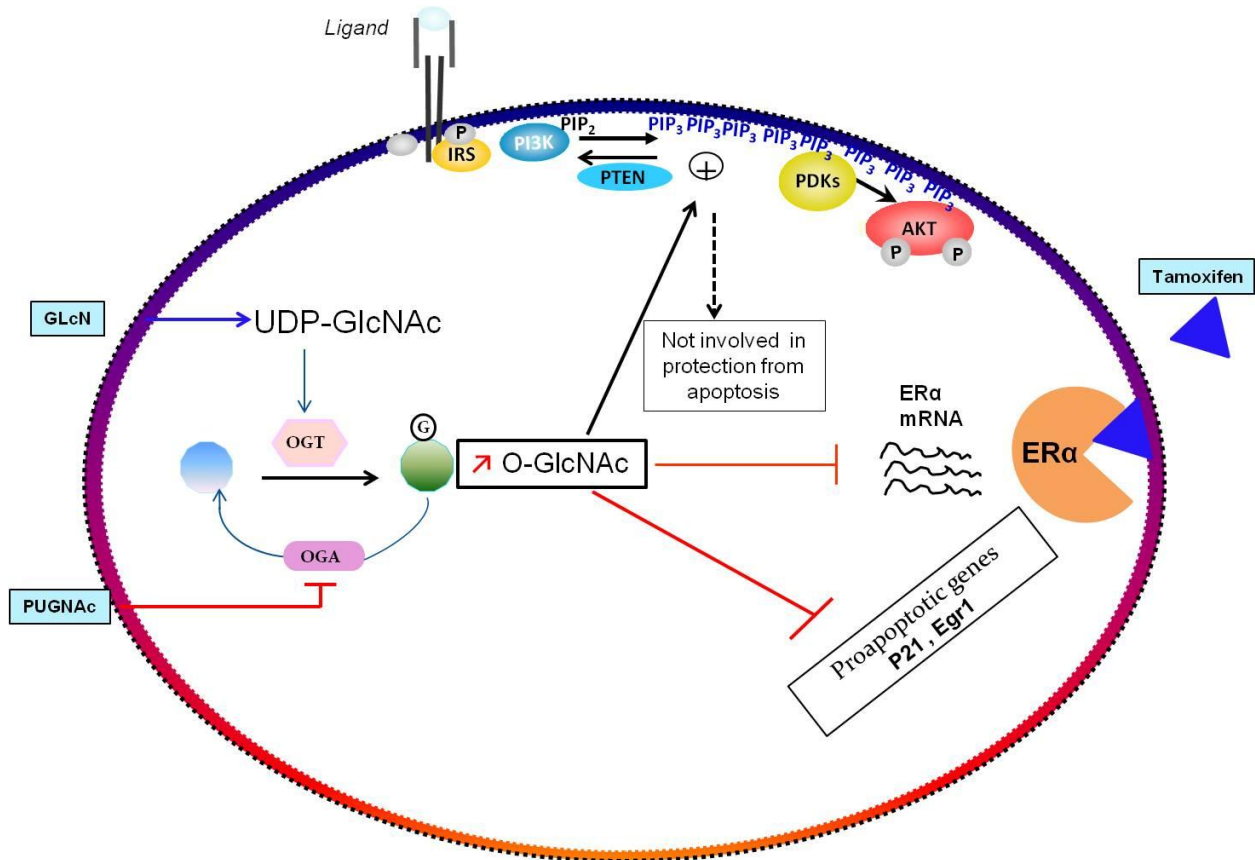 Ligand
P
IRS
PI3K
PIP2
PIP3 PIP3 PIP3 PIP3 PIP3 PIP3 PIP3 PIP3 PIP3
PTEN
+
PDKs
AKT
P
P
Tamoxifen
GLcN
UDP-GlcNAc
Not involved in
protection from
apoptosis
ERα
mRNA
ERα
OGT
G
↗ O-GlcNAc
OGA
PUGNAc
Proapoptotic genes
P21 , Egr1